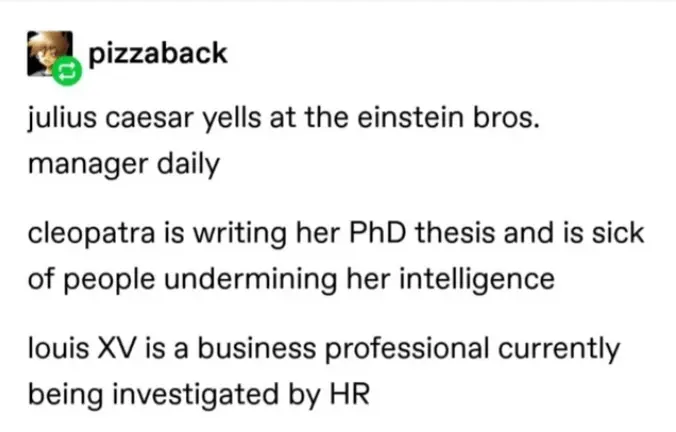 pizzaback
julius caesar yells at the einstein bros.
manager daily
cleopatra is writing her PhD thesis and is sick
of people undermining her intelligence
louis XV is a business professional currently
being investigated by HR